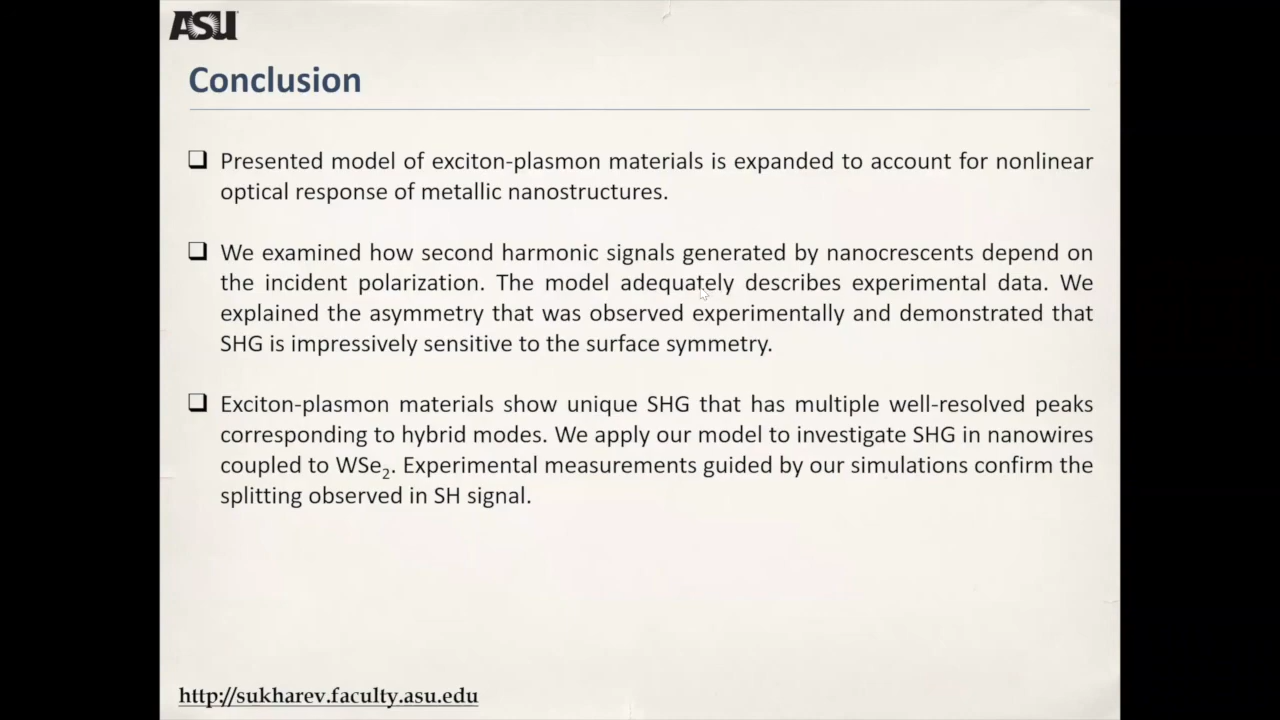 ASU
Conclusion
❑ Presented model of exciton-plasmon materials is expanded to account for nonlinear
optical response of metallic nanostructures.
❑ We examined how second harmonic signals generated by nanocrescents depend on
the incident polarization. The model adequately describes experimental data. We
explained the asymmetry that was observed experimentally and demonstrated that
SHG is impressively sensitive to the surface symmetry.
❑ Exciton-plasmon materials show unique SHG that has multiple well-resolved peaks
corresponding to hybrid modes. We apply our model to investigate SHG in nanowires
coupled to WSe₂. Experimental measurements guided by our simulations confirm the
splitting observed in SH signal.
http://sukharev.faculty.asu.edu